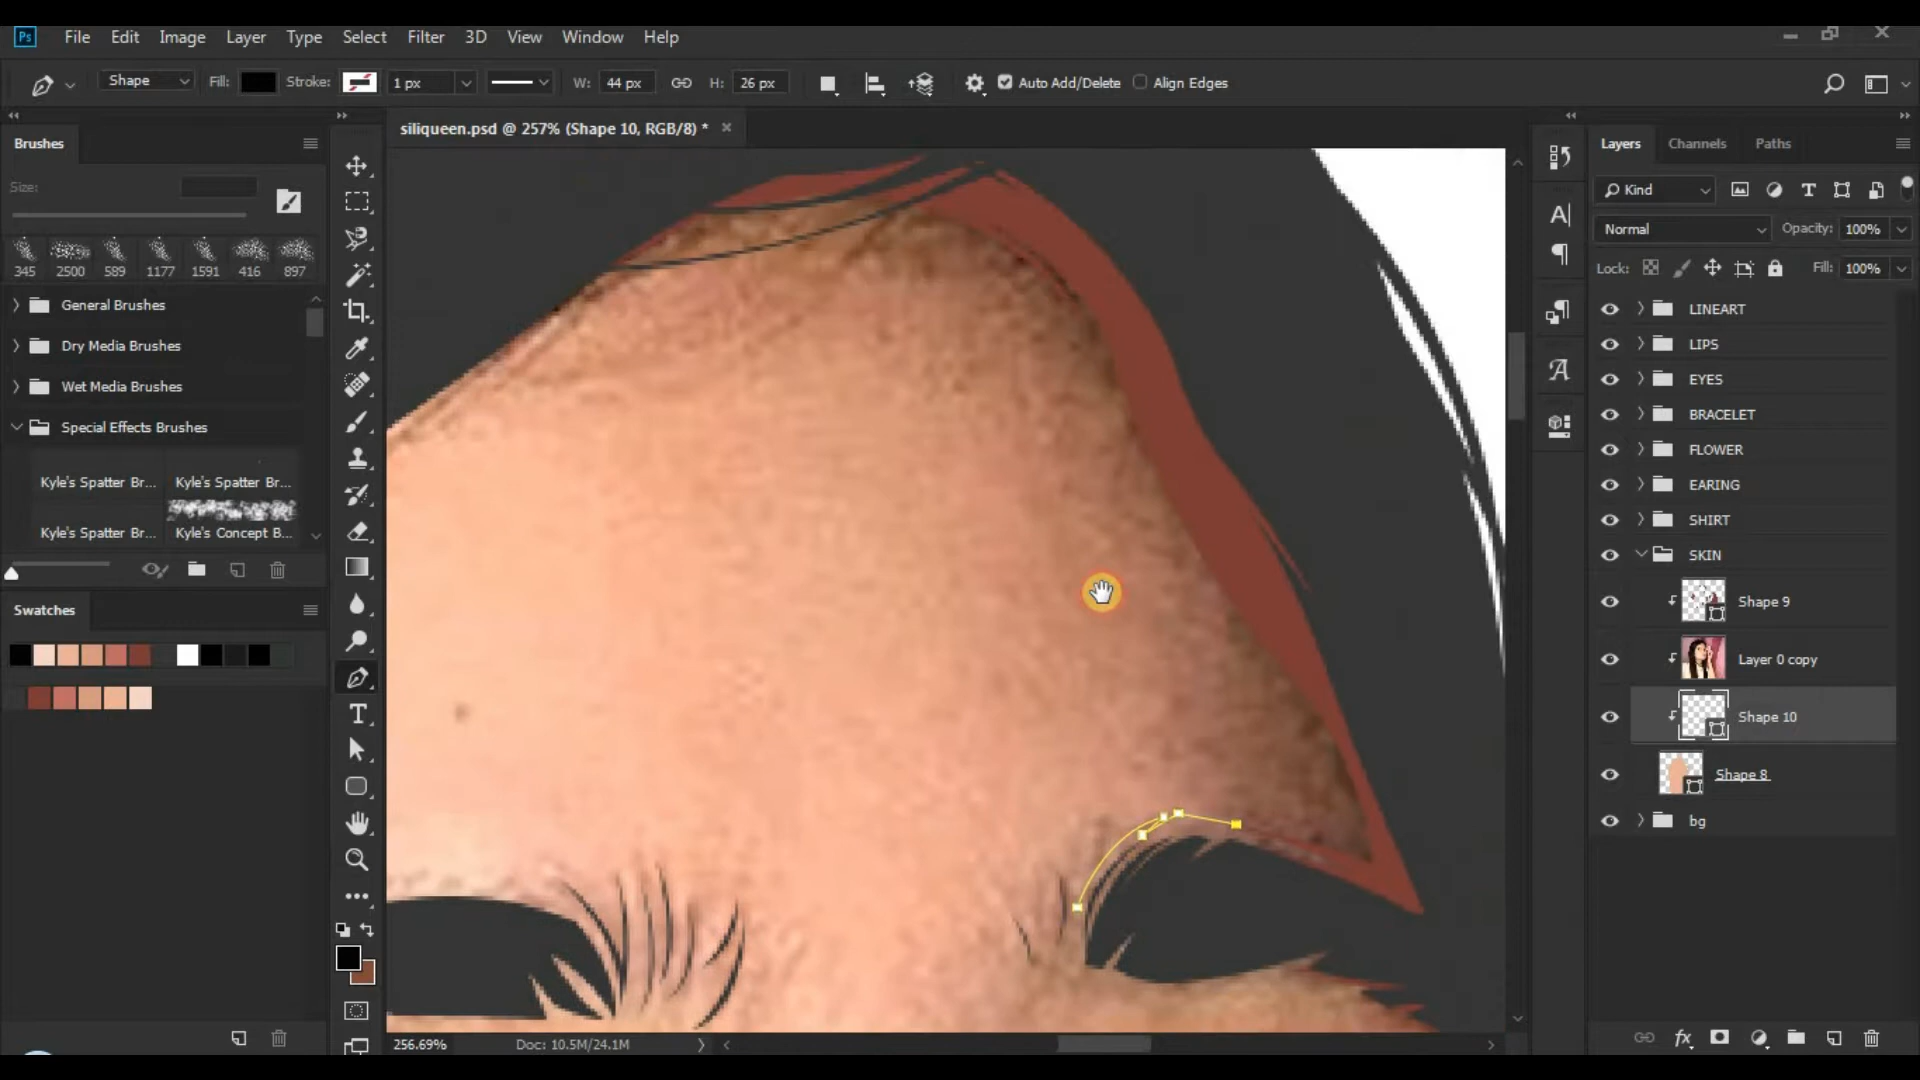 Ps File Edit Image Layer Type Select Filter 3D View Window Help
Shape Fill: Stroke: 1 px W: 44 px H: 26 px Auto Add/Delete Align Edges
siliqueen.psd @ 257% (Shape 10, RGB/8) *
Brushes
Size:
345 2500 589 1177 1591 416 897
General Brushes
Dry Media Brushes
Wet Media Brushes
Special Effects Brushes
Kyle's Spatter Br... Kyle's Spatter Br...
Kyle's Spatter Br... Kyle's Concept B...
Swatches
256.69% Doc: 10.5M/24.1M
Layers Channels Paths
Kind
Normal Opacity: 100%
Lock: Fill: 100%
LINEART
LIPS
EYES
BRACELET
FLOWER
EARING
SHIRT
SKIN
Shape 9
Layer 0 copy
Shape 10
Shape 8
bg